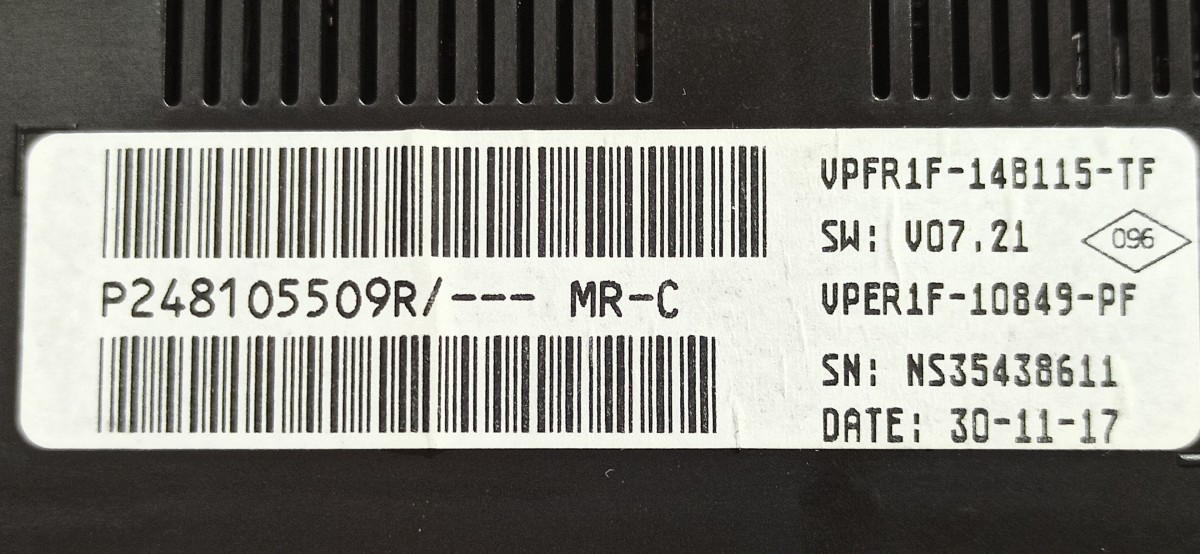 P248105509R/--- MR-C
VPFR1F-14B115-TF
SW: V07.21
096
VPER1F-10849-PF
SN: NS35438611
DATE: 30-11-17